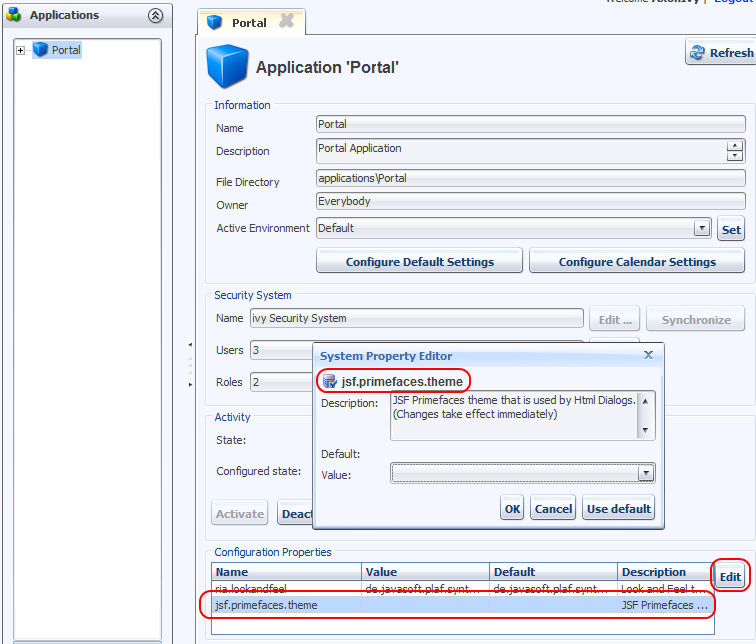 Welcome AxonIvy | Logout
Applications
Portal
Portal
Application 'Portal'
Refresh
Information
Name
Portal
Description
Portal Application
File Directory
applications\Portal
Owner
Everybody
Active Environment
Default
Set
Configure Default Settings
Configure Calendar Settings
Security System
Name
ivy Security System
Edit ...
Synchronize
Users
3
Roles
2
System Property Editor
jsf.primefaces.theme
Description:
JSF Primefaces theme that is used by Html Dialogs.
(Changes take effect immediately)
Default:
Value:
OK
Cancel
Use default
Activity
State:
Configured state:
Activate
Deact
Configuration Properties
Name Value Default Description
ria.lookandfeel de.javasoft.plaf.synt... de.javasoft.plaf.synt... Look and Feel t...
jsf.primefaces.theme JSF Primefaces ...
Edit